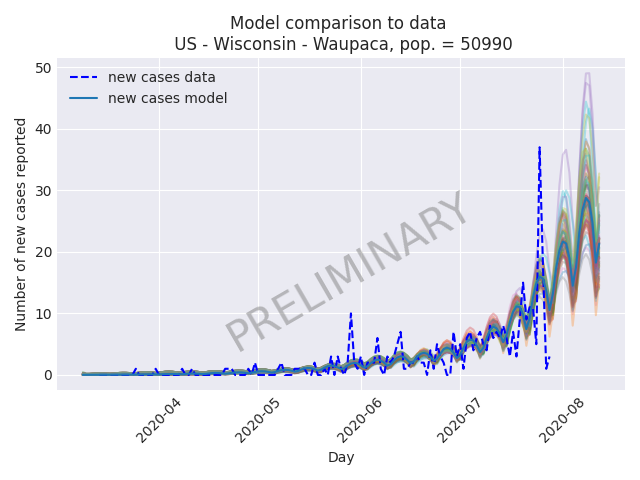 Model comparison to data
US - Wisconsin - Waupaca, pop. = 50990
new cases data
new cases model
PRELIMINARY
Number of new cases reported
50
40
30
20
10
0
2020-04
2020-05
2020-06
2020-07
2020-08
Day